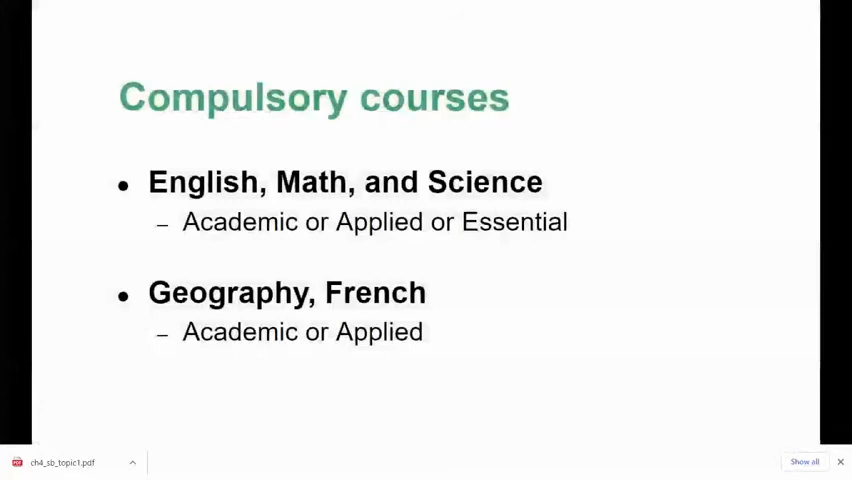 Compulsory courses
• English, Math, and Science
– Academic or Applied or Essential
• Geography, French
– Academic or Applied
ch4_sb_topic1.pdf
Show all